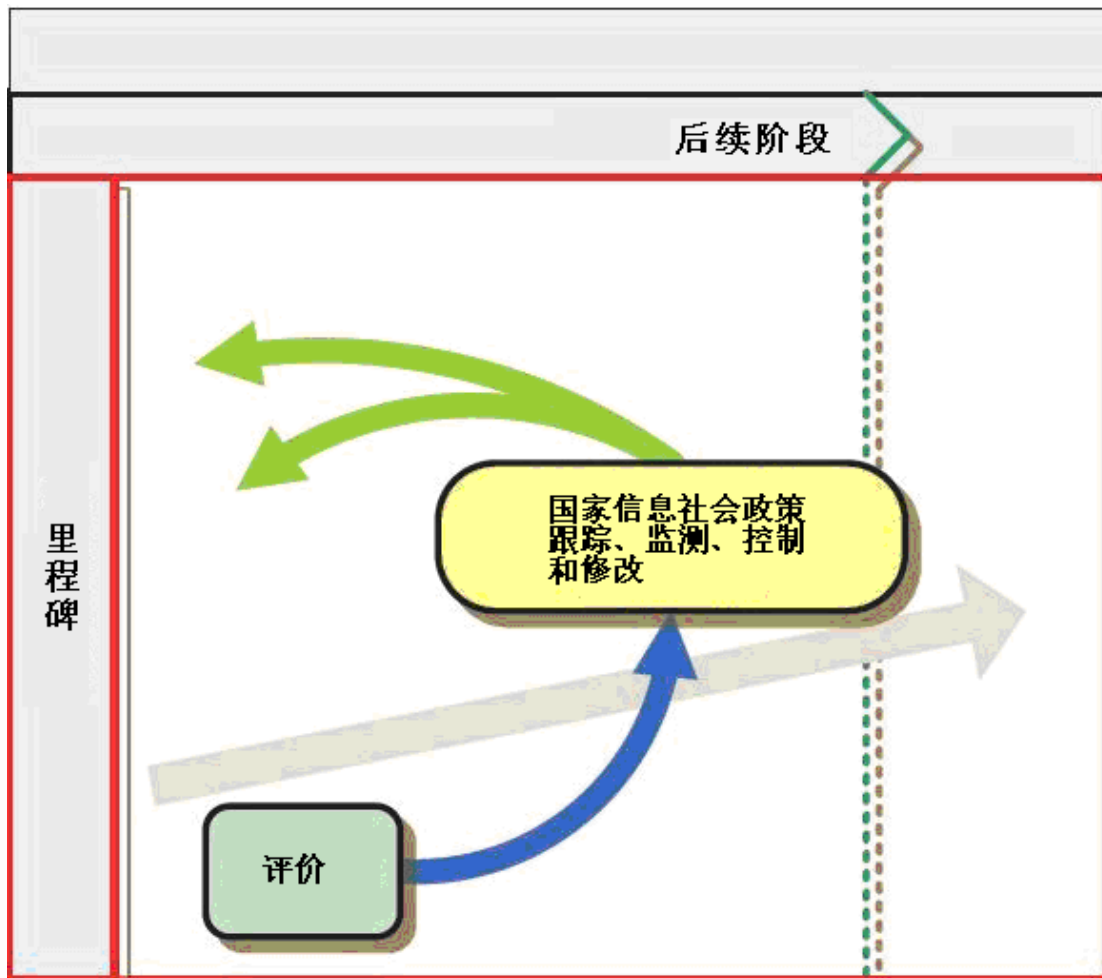 后续阶段
里程碑
国家信息社会政策
跟踪、监测、控制
和修改
评价